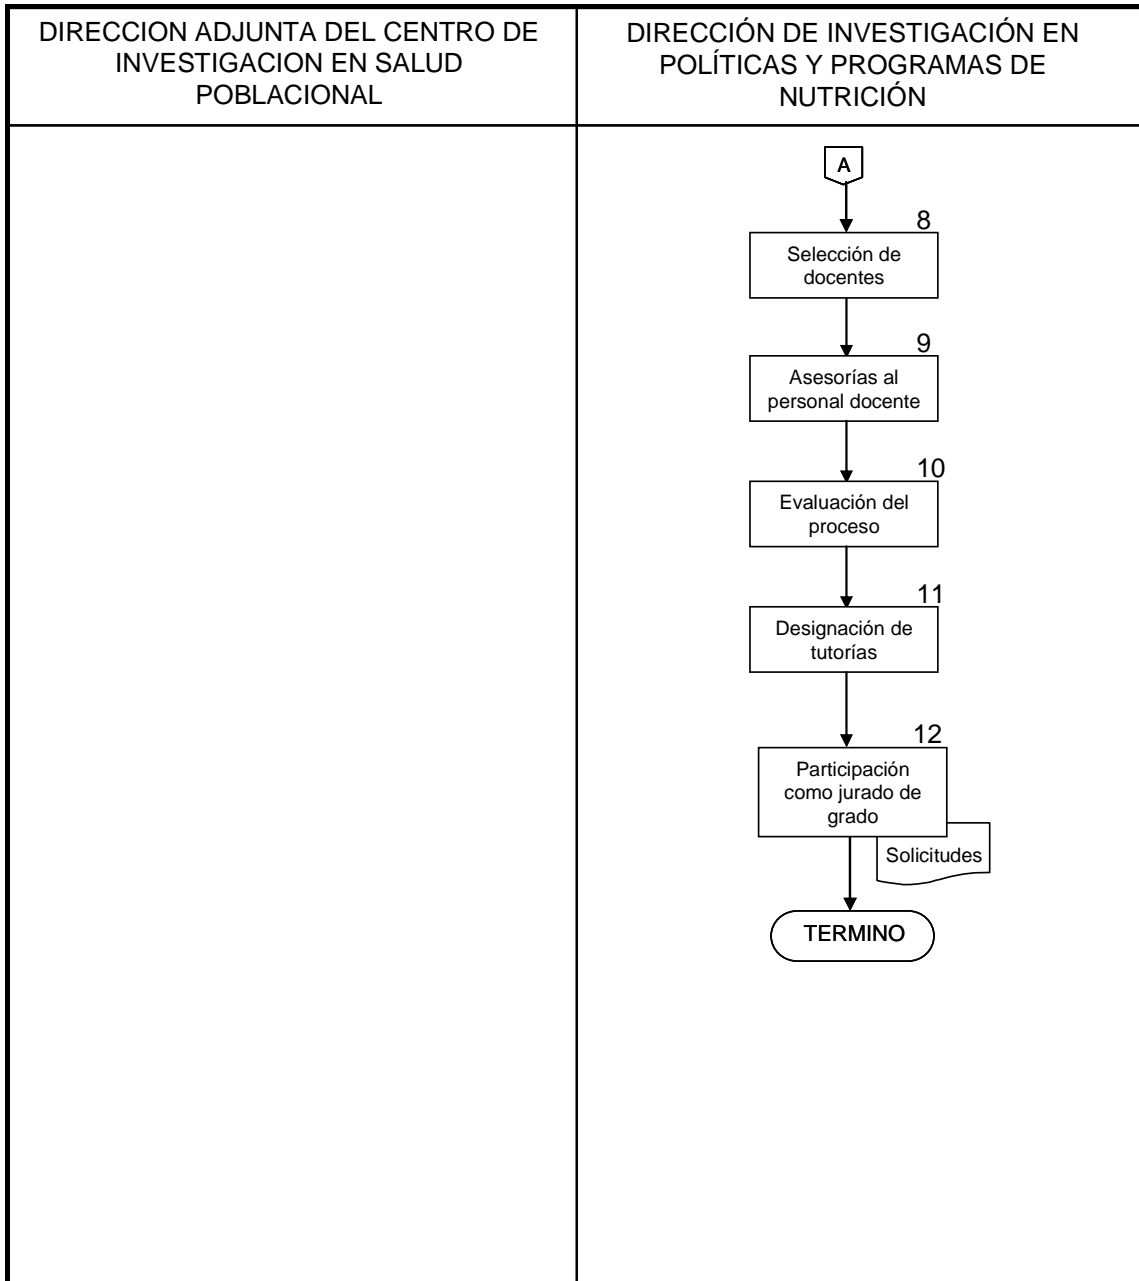 DIRECCION ADJUNTA DEL CENTRO DE
INVESTIGACION EN SALUD
POBLACIONAL
DIRECCIÓN DE INVESTIGACIÓN EN
POLÍTICAS Y PROGRAMAS DE
NUTRICIÓN
A
8
Selección de
docentes
9
Asesorías al
personal docente
10
Evaluación del
proceso
11
Designación de
tutorías
12
Participación
como jurado de
grado
Solicitudes
TERMINO